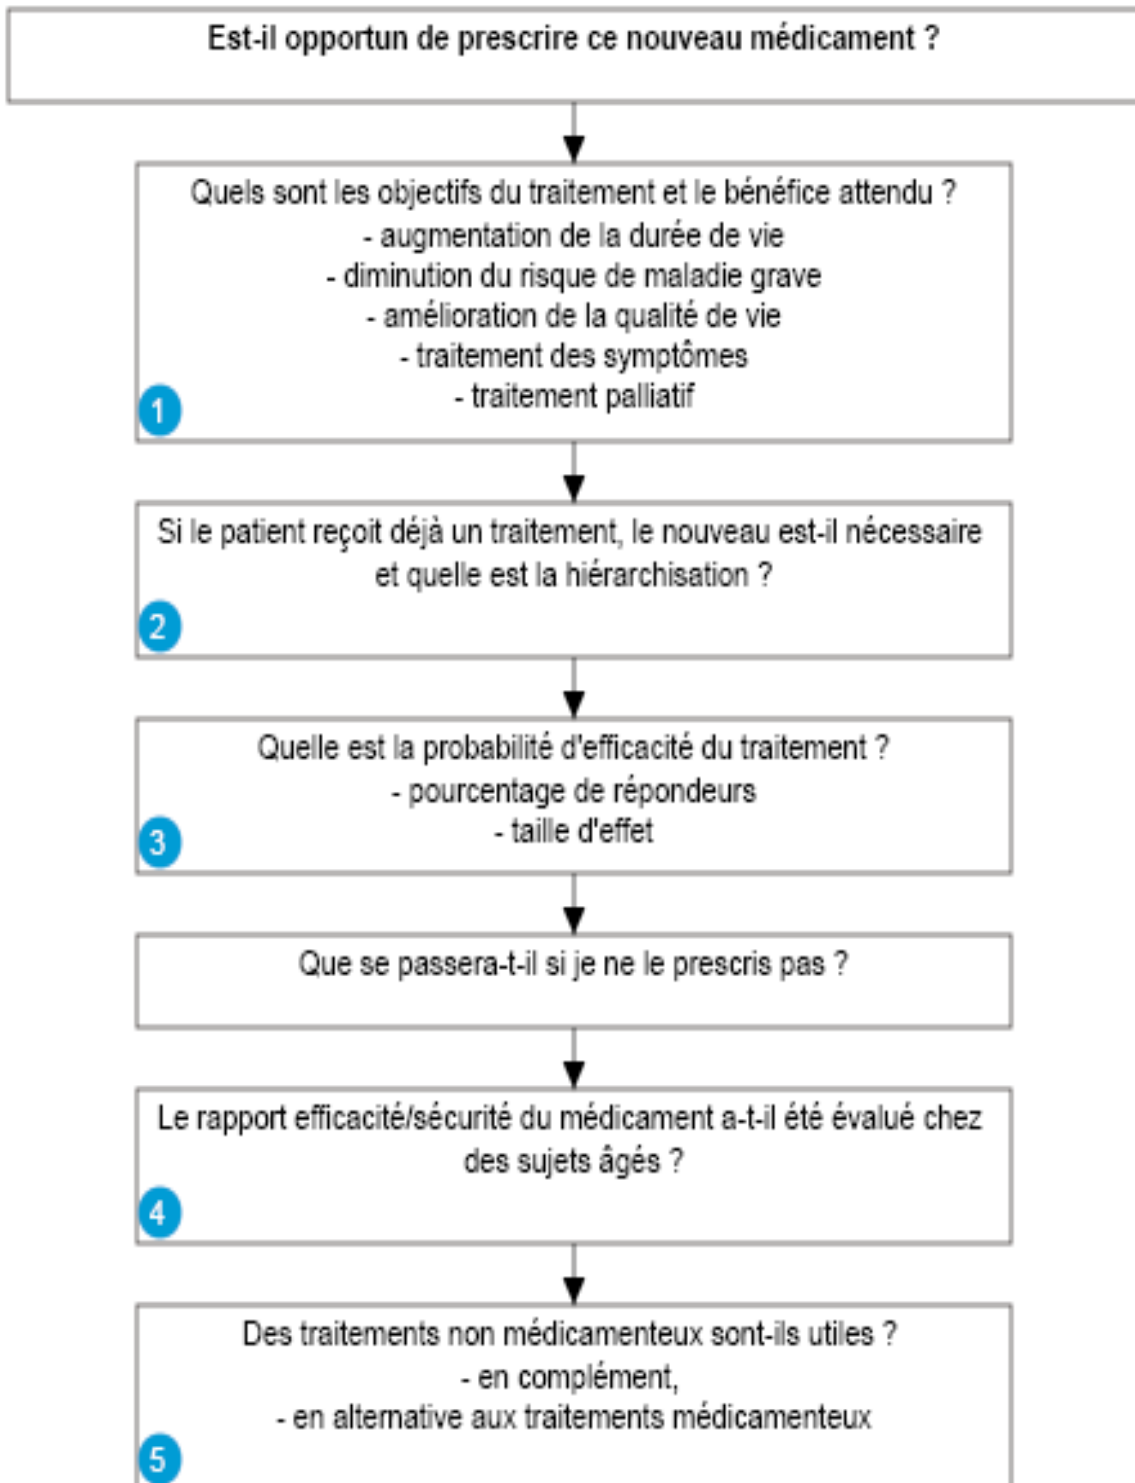 Est-il opportun de prescrire ce nouveau médicament ?
Quels sont les objectifs du traitement et le bénéfice attendu ?
- augmentation de la durée de vie
- diminution du risque de maladie grave
- amélioration de la qualité de vie
- traitement des symptômes
- traitement palliatif
1
Si le patient reçoit déjà un traitement, le nouveau est-il nécessaire
et quelle est la hiérarchisation ?
2
Quelle est la probabilité d'efficacité du traitement ?
- pourcentage de répondeurs
- taille d'effet
3
Que se passera-t-il si je ne le prescris pas ?
Le rapport efficacité/sécurité du médicament a-t-il été évalué chez
des sujets âgés ?
4
Des traitements non médicamenteux sont-ils utiles ?
- en complément,
- en alternative aux traitements médicamenteux
5